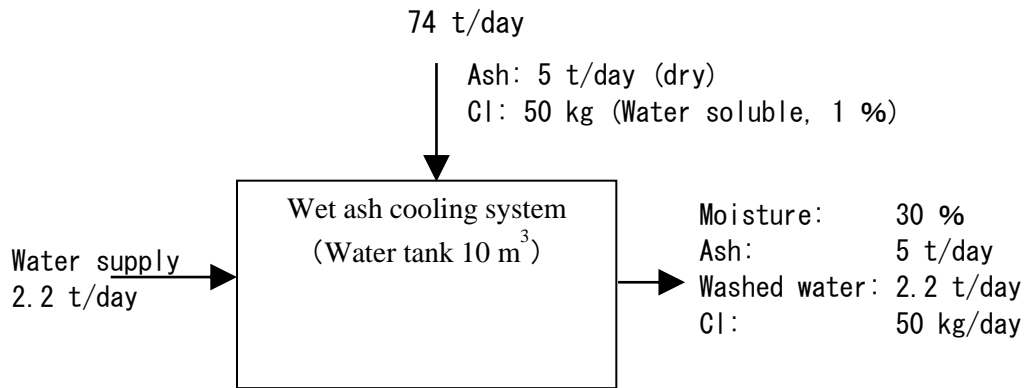 74 t/day
Ash: 5 t/day (dry)
Cl: 50 kg (Water soluble, 1 %)
Wet ash cooling system
(Water tank 10 m³)
Water supply
2.2 t/day
Moisture: 30 %
Ash: 5 t/day
Washed water: 2.2 t/day
Cl: 50 kg/day